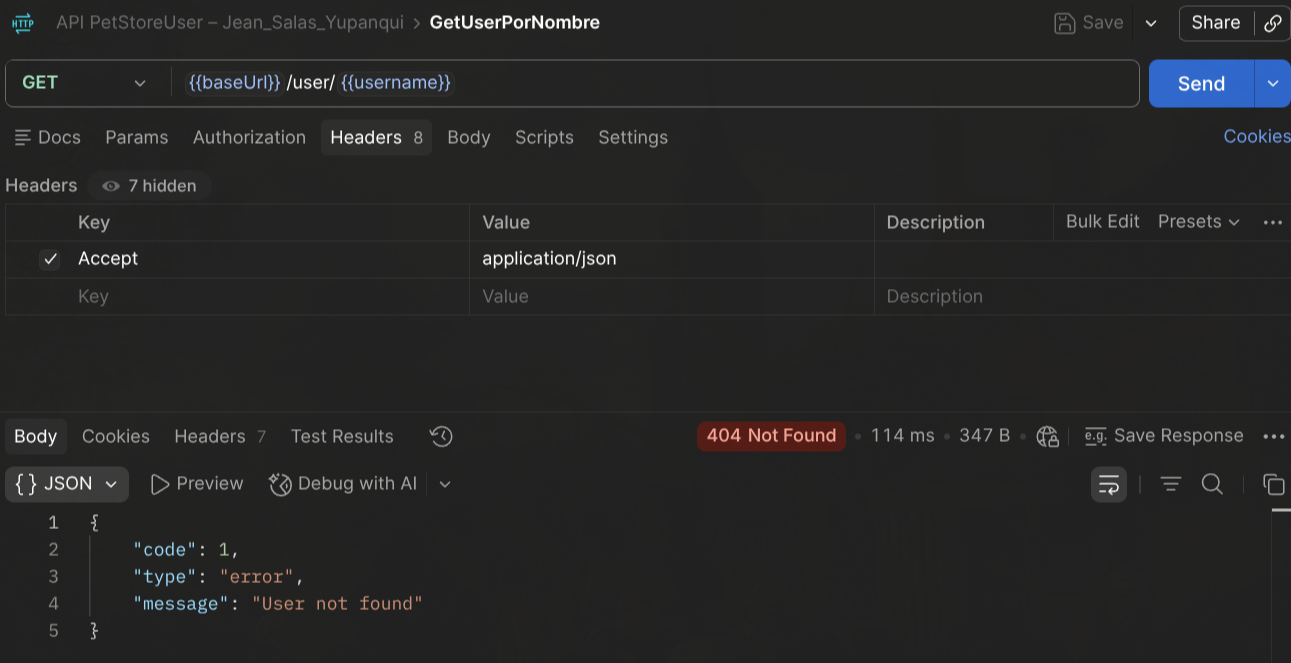 HTTP API PetStoreUser – Jean_Salas_Yupanqui > GetUserPorNombre Save Share
GET {{baseUrl}} /user/ {{username}} Send
Docs Params Authorization Headers 8 Body Scripts Settings Cookies
Headers 7 hidden
Key Value Description Bulk Edit Presets
Accept application/json
Key Value Description
Body Cookies Headers 7 Test Results 404 Not Found • 114 ms • 347 B • e.g. Save Response
{} JSON Preview Debug with AI
1 {
2 "code": 1,
3 "type": "error",
4 "message": "User not found"
5 }